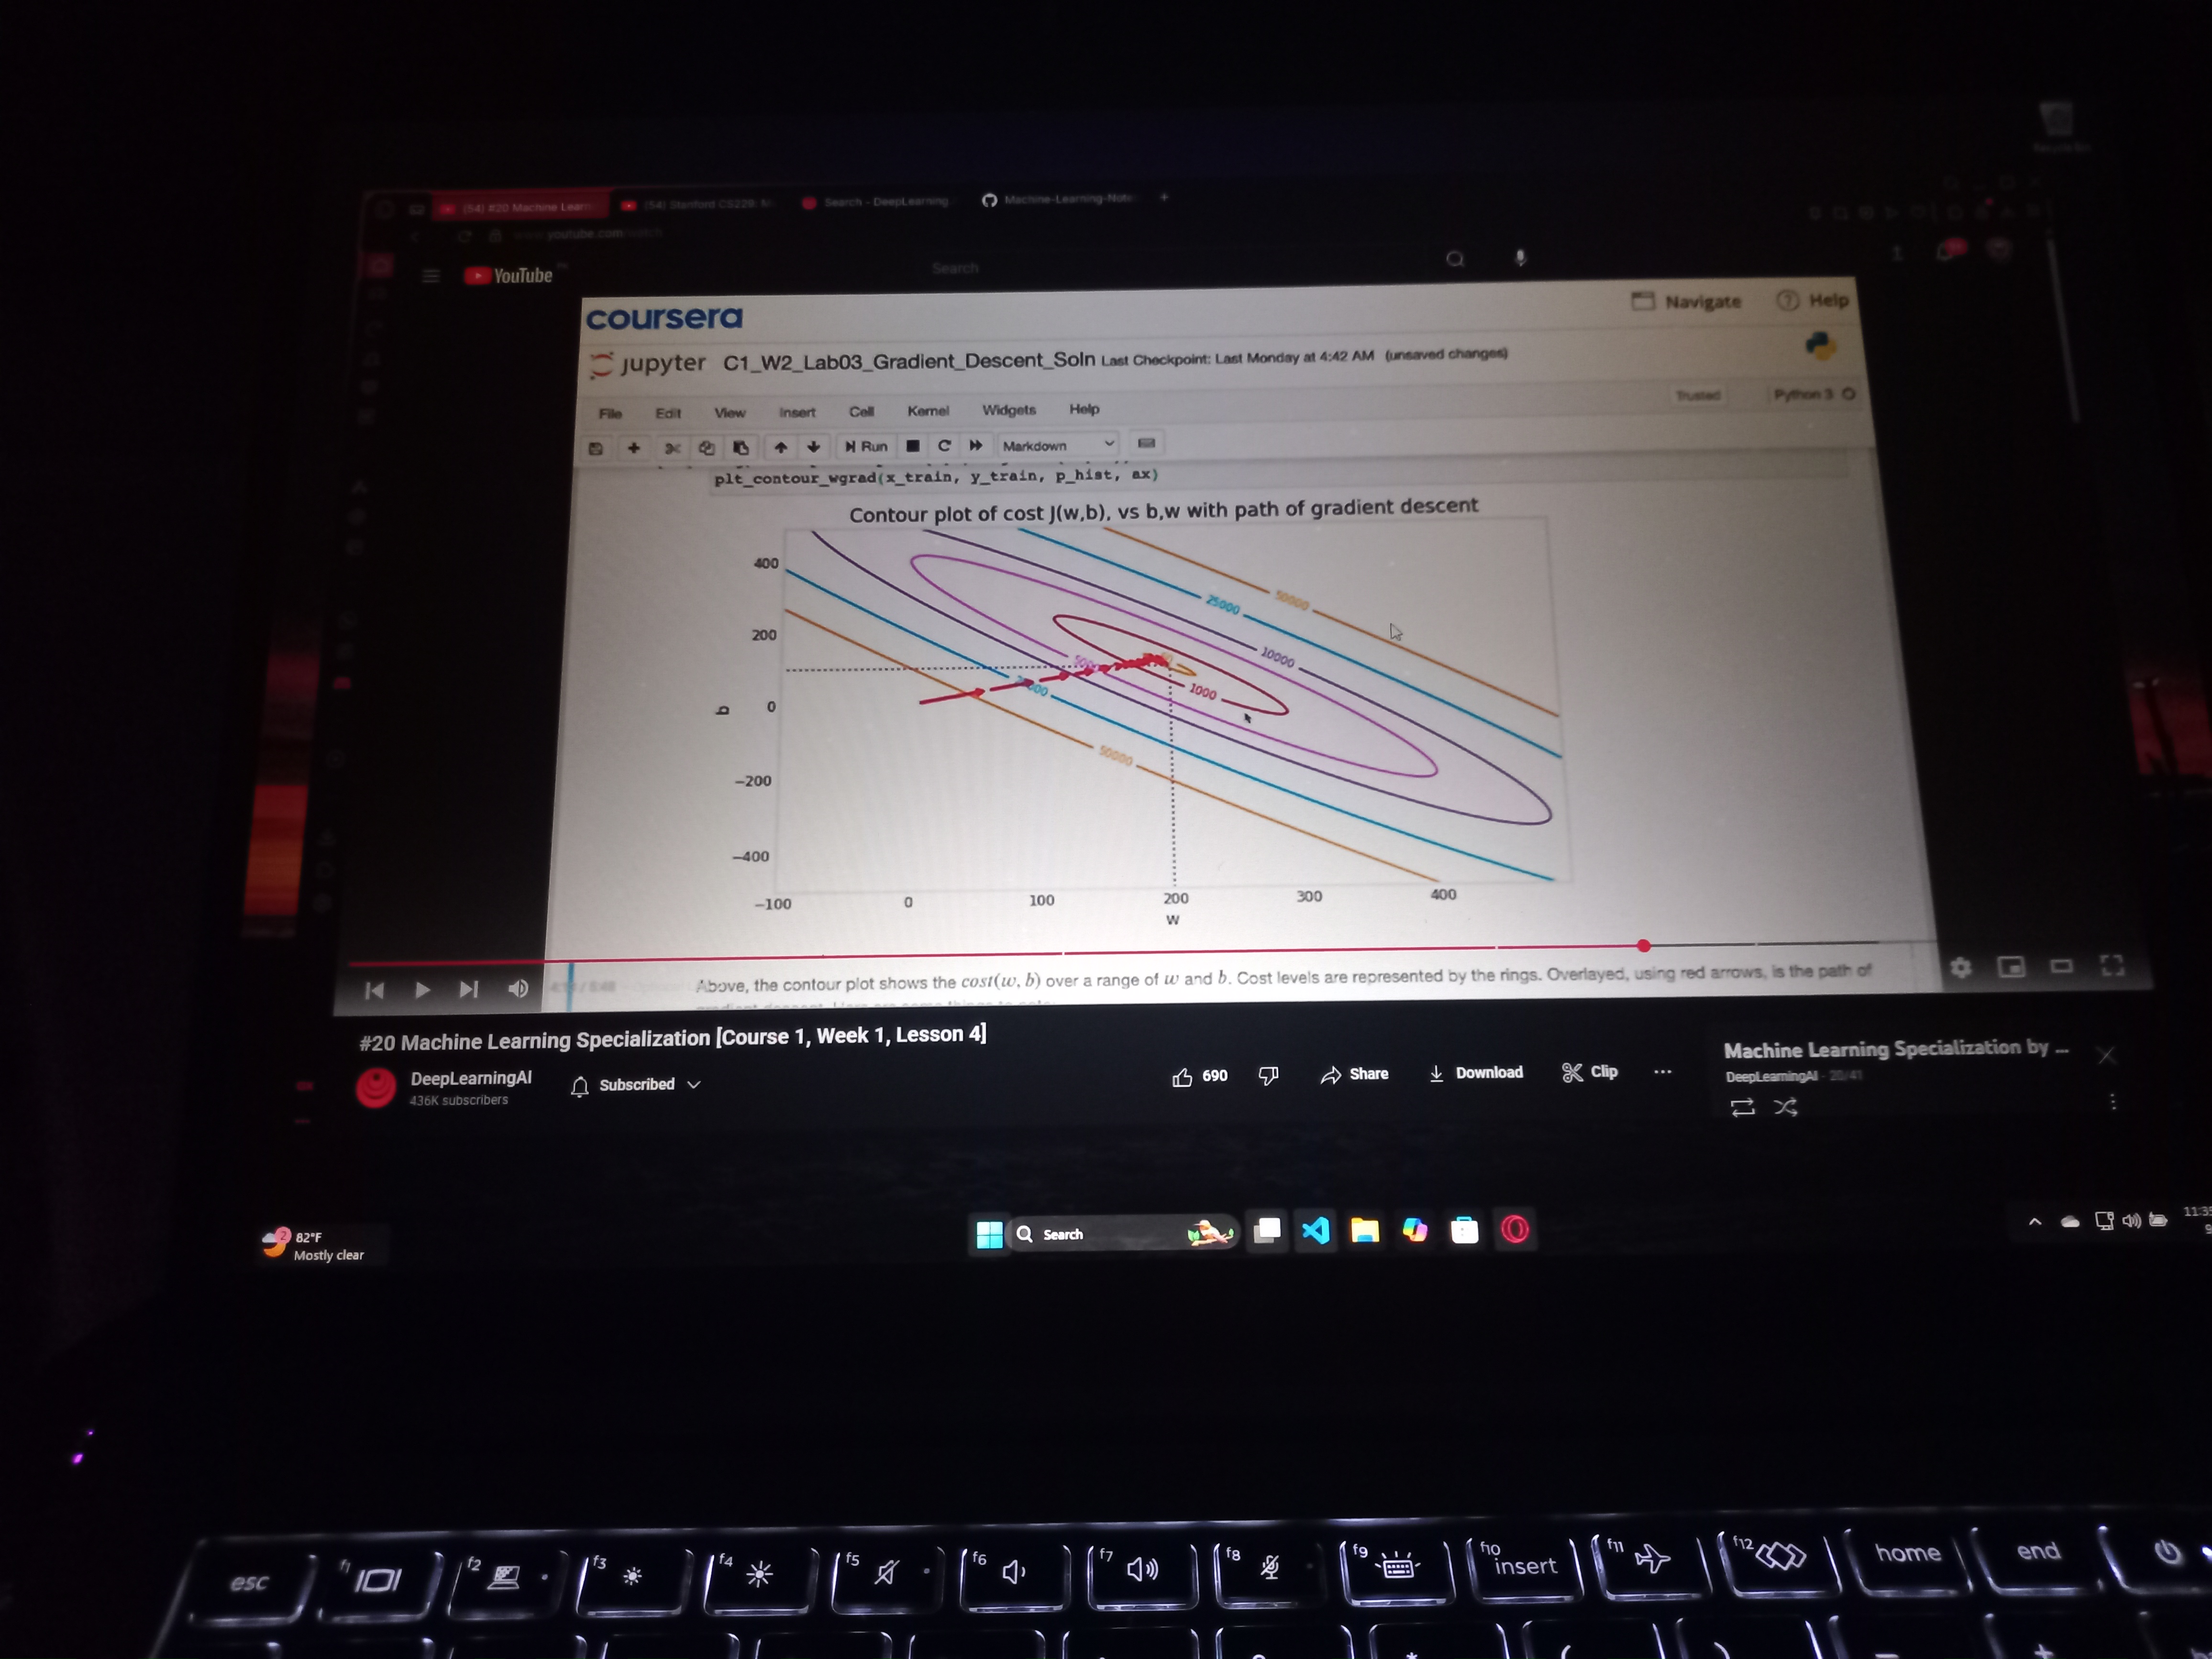 (54) #20 Machine Learn
(54) Stanford CS229: M
Search - DeepLearning
Machine-Learning-Note
youtube.com
YouTube
Search
coursera
Navigate
Help
jupyter C1_W2_Lab03_Gradient_Descent_Soln Last Checkpoint: Last Monday at 4:42 AM (unsaved changes)
File Edit View Insert Cell Kernel Widgets Help
Trusted
Python 3
Run
Markdown
plt_contour_wgrad(x_train, y_train, p_hist, ax)
Contour plot of cost J(w,b), vs b,w with path of gradient descent
400
200
0
-200
-400
b
50000
25000
10000
1000
50000
-100 0 100 200 300 400
w
Above, the contour plot shows the cost(w, b) over a range of w and b. Cost levels are represented by the rings. Overlayed, using red arrows, is the path of
#20 Machine Learning Specialization [Course 1, Week 1, Lesson 4]
DeepLearningAI
436K subscribers
Subscribed
690
Share
Download
Clip
Machine Learning Specialization by ...
DeepLearningAI - 20/41
82°F
Mostly clear
2
Search
esc f1 f2 f3 f4 f5 f6 f7 f8 f9 f10 insert f11 f12 home end